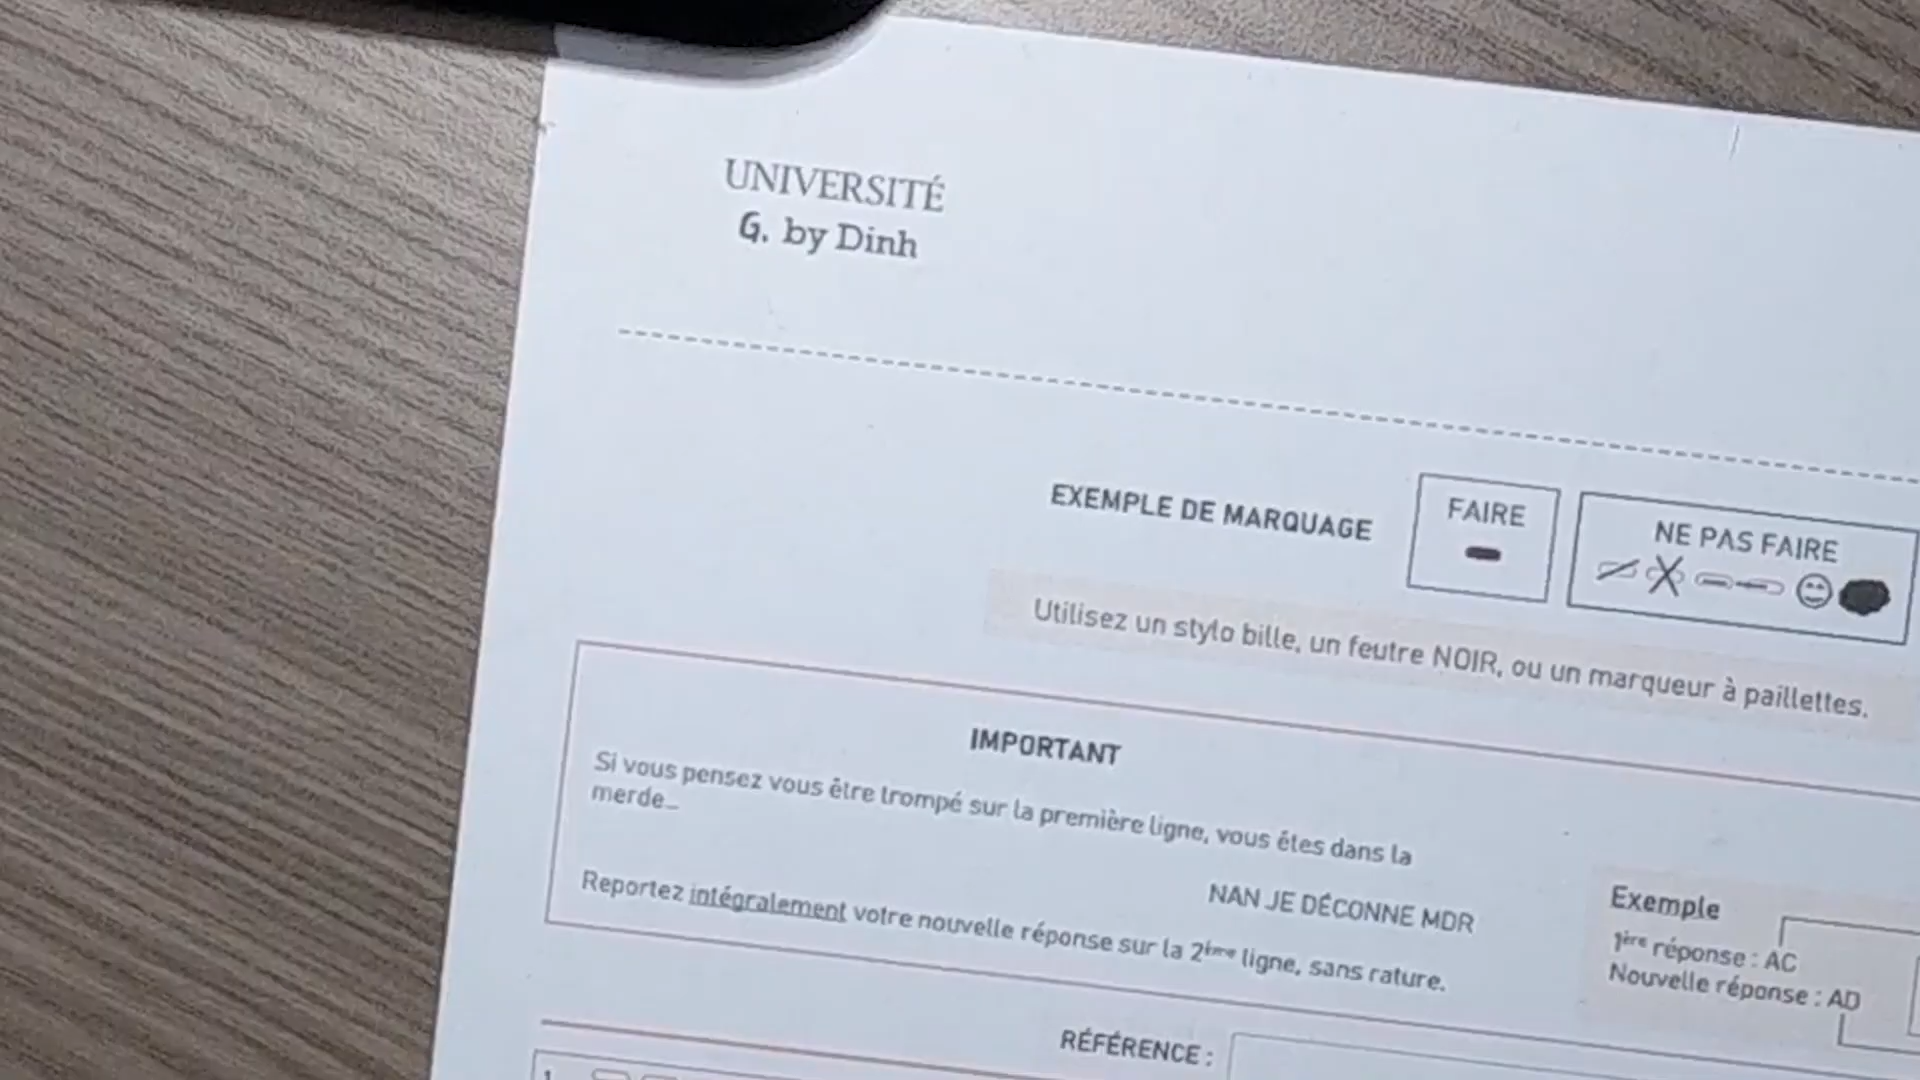 UNIVERSITÉ
G. by Dinh
EXEMPLE DE MARQUAGE
FAIRE
NE PAS FAIRE
Utilisez un stylo bille, un feutre NOIR, ou un marqueur à paillettes.
IMPORTANT
Si vous pensez vous être trompé sur la première ligne, vous êtes dans la
merde...
NAN JE DÉCONNE MDR
Reportez intégralement votre nouvelle réponse sur la 2ème ligne, sans rature.
Exemple
1ère réponse : AC
Nouvelle réponse : AD
RÉFÉRENCE :
1